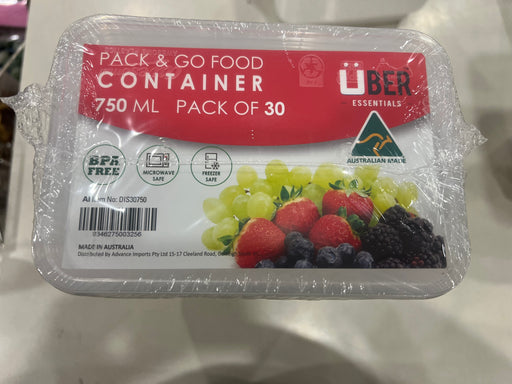 PACK & GO FOOD
CONTAINER
750 ML PACK OF 30
ÜBER
ESSENTIALS
AUSTRALIAN MADE
BPA
FREE
MICROWAVE
SAFE
FREEZER
SAFE
Item No: DIS30750
9346275003256
MADE IN AUSTRALIA
Distributed by Advance Imports Pty Ltd 15-17 Cleeland Road,